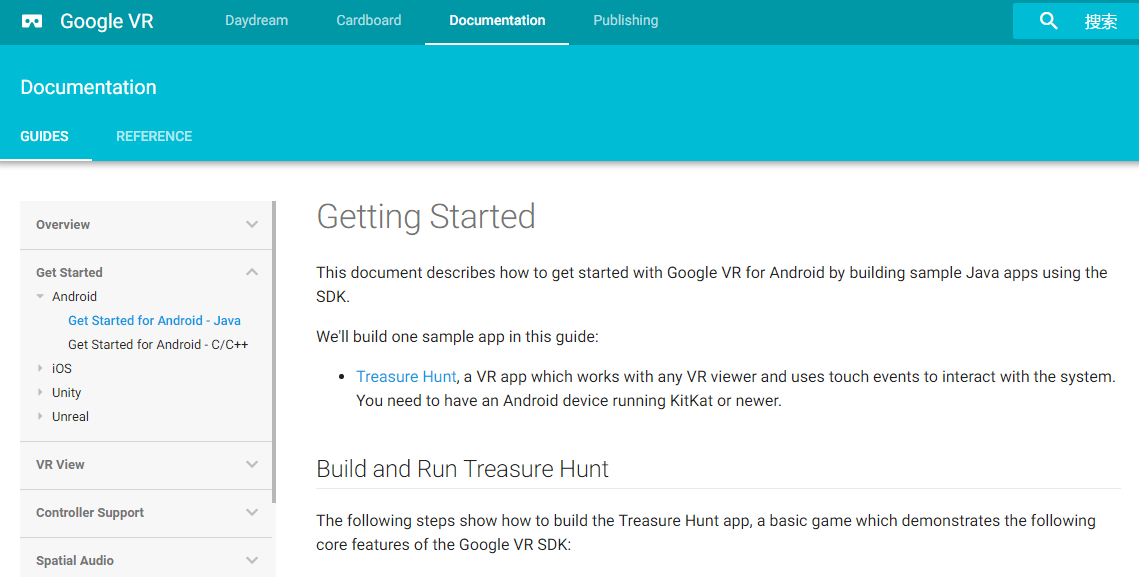 Google VR
Daydream
Cardboard
Documentation
Publishing
搜索
Documentation
GUIDES
REFERENCE
Overview
Get Started
Android
Get Started for Android - Java
Get Started for Android - C/C++
iOS
Unity
Unreal
VR View
Controller Support
Spatial Audio
Getting Started
This document describes how to get started with Google VR for Android by building sample Java apps using the
SDK.
We'll build one sample app in this guide:
• Treasure Hunt, a VR app which works with any VR viewer and uses touch events to interact with the system.
You need to have an Android device running KitKat or newer.
Build and Run Treasure Hunt
The following steps show how to build the Treasure Hunt app, a basic game which demonstrates the following
core features of the Google VR SDK: